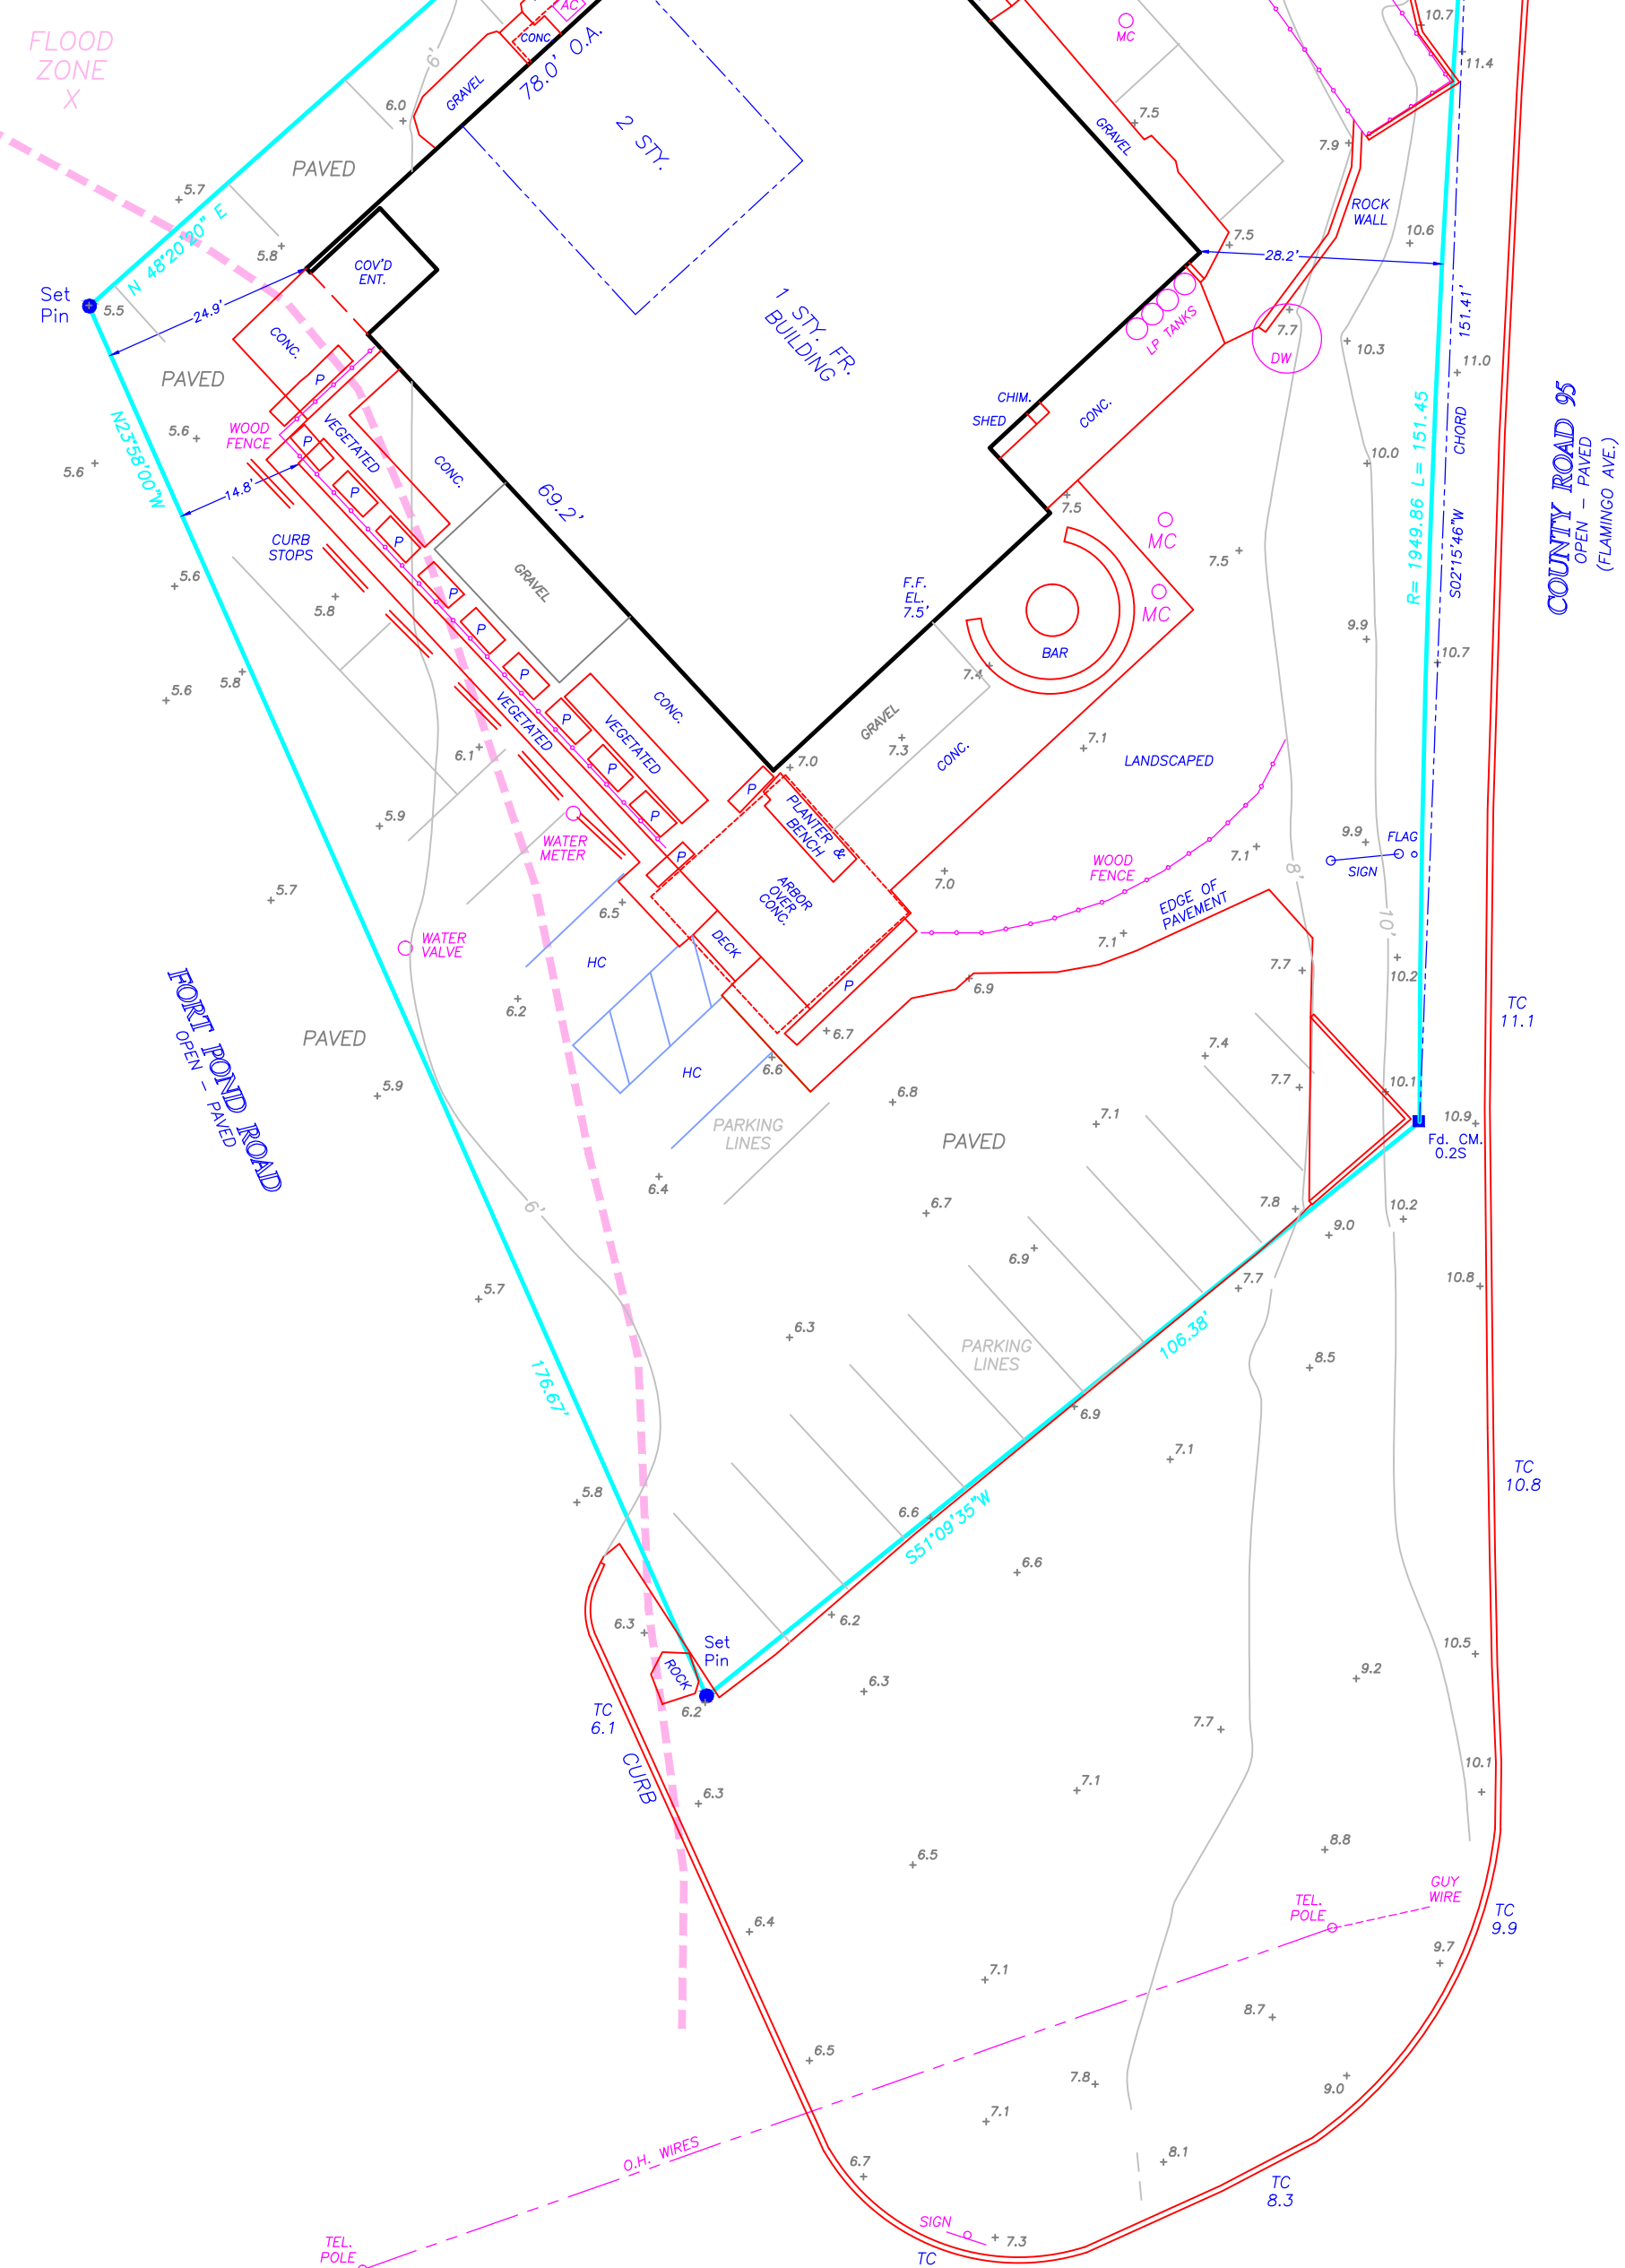 FLOOD
ZONE
X
6'
AC
CONC.
GRAVEL
78.0' O.A.
2 STY.
MC
10.7
11.4
6.0
7.5
GRAVEL
7.9
PAVED
5.7
ROCK
WALL
N 48°20'20" E
5.8
COV'D
ENT.
7.5
10.6
28.2'
Set
Pin
5.5
24.9'
1 STY. FR.
BUILDING
LP TANKS
7.7
DW
151.41'
CONC.
10.3
11.0
PAVED
P
N23°58'00"W
WOOD
FENCE
5.6
P
VEGETATED
CHIM.
SHED
CONC.
R= 1949.86 L= 151.45
CHORD
S02°15'46"W
COUNTY ROAD 95
OPEN - PAVED
(FLAMINGO AVE.)
5.6
14.8'
CONC.
P
69.2'
10.0
7.5
MC
CURB
STOPS
P
7.5
5.6
5.8
P
GRAVEL
F.F.
EL.
7.5'
MC
P
BAR
9.9
10.7
5.6
5.8
P
7.4
6.1
VEGETATED
P
CONC.
VEGETATED
GRAVEL
7.3
CONC.
7.1
LANDSCAPED
P
7.0
P
P
PLANTER &
BENCH
5.9
WATER
METER
P
7.1
9.9
FLAG
SIGN
WOOD
FENCE
8'
7.0
ARBOR
OVER
CONC.
5.7
6.5
EDGE OF
PAVEMENT
10'
WATER
VALVE
DECK
7.1
HC
7.7
10.2
P
6.9
FORT POND ROAD
OPEN - PAVED
6.2
TC
11.1
PAVED
6.7
7.4
6.6
HC
7.7
10.1
5.9
6.8
7.1
10.9
PARKING
LINES
PAVED
Fd. CM.
0.2S
6.4
6'
6.7
7.8
10.2
9.0
6.9
7.7
10.8
5.7
6.3
PARKING
LINES
106.38'
8.5
176.67'
6.9
7.1
TC
10.8
5.8
6.6
S51°09'35"W
6.6
6.3
6.2
Set
Pin
10.5
ROCK
6.3
9.2
6.2
TC
6.1
7.7
CURB
6.3
7.1
10.1
8.8
6.5
GUY
WIRE
TEL.
POLE
TC
9.9
6.4
9.7
7.1
8.7
6.5
7.8
9.0
7.1
O.H. WIRES
6.7
8.1
TC
8.3
SIGN
7.3
TEL.
POLE
TC